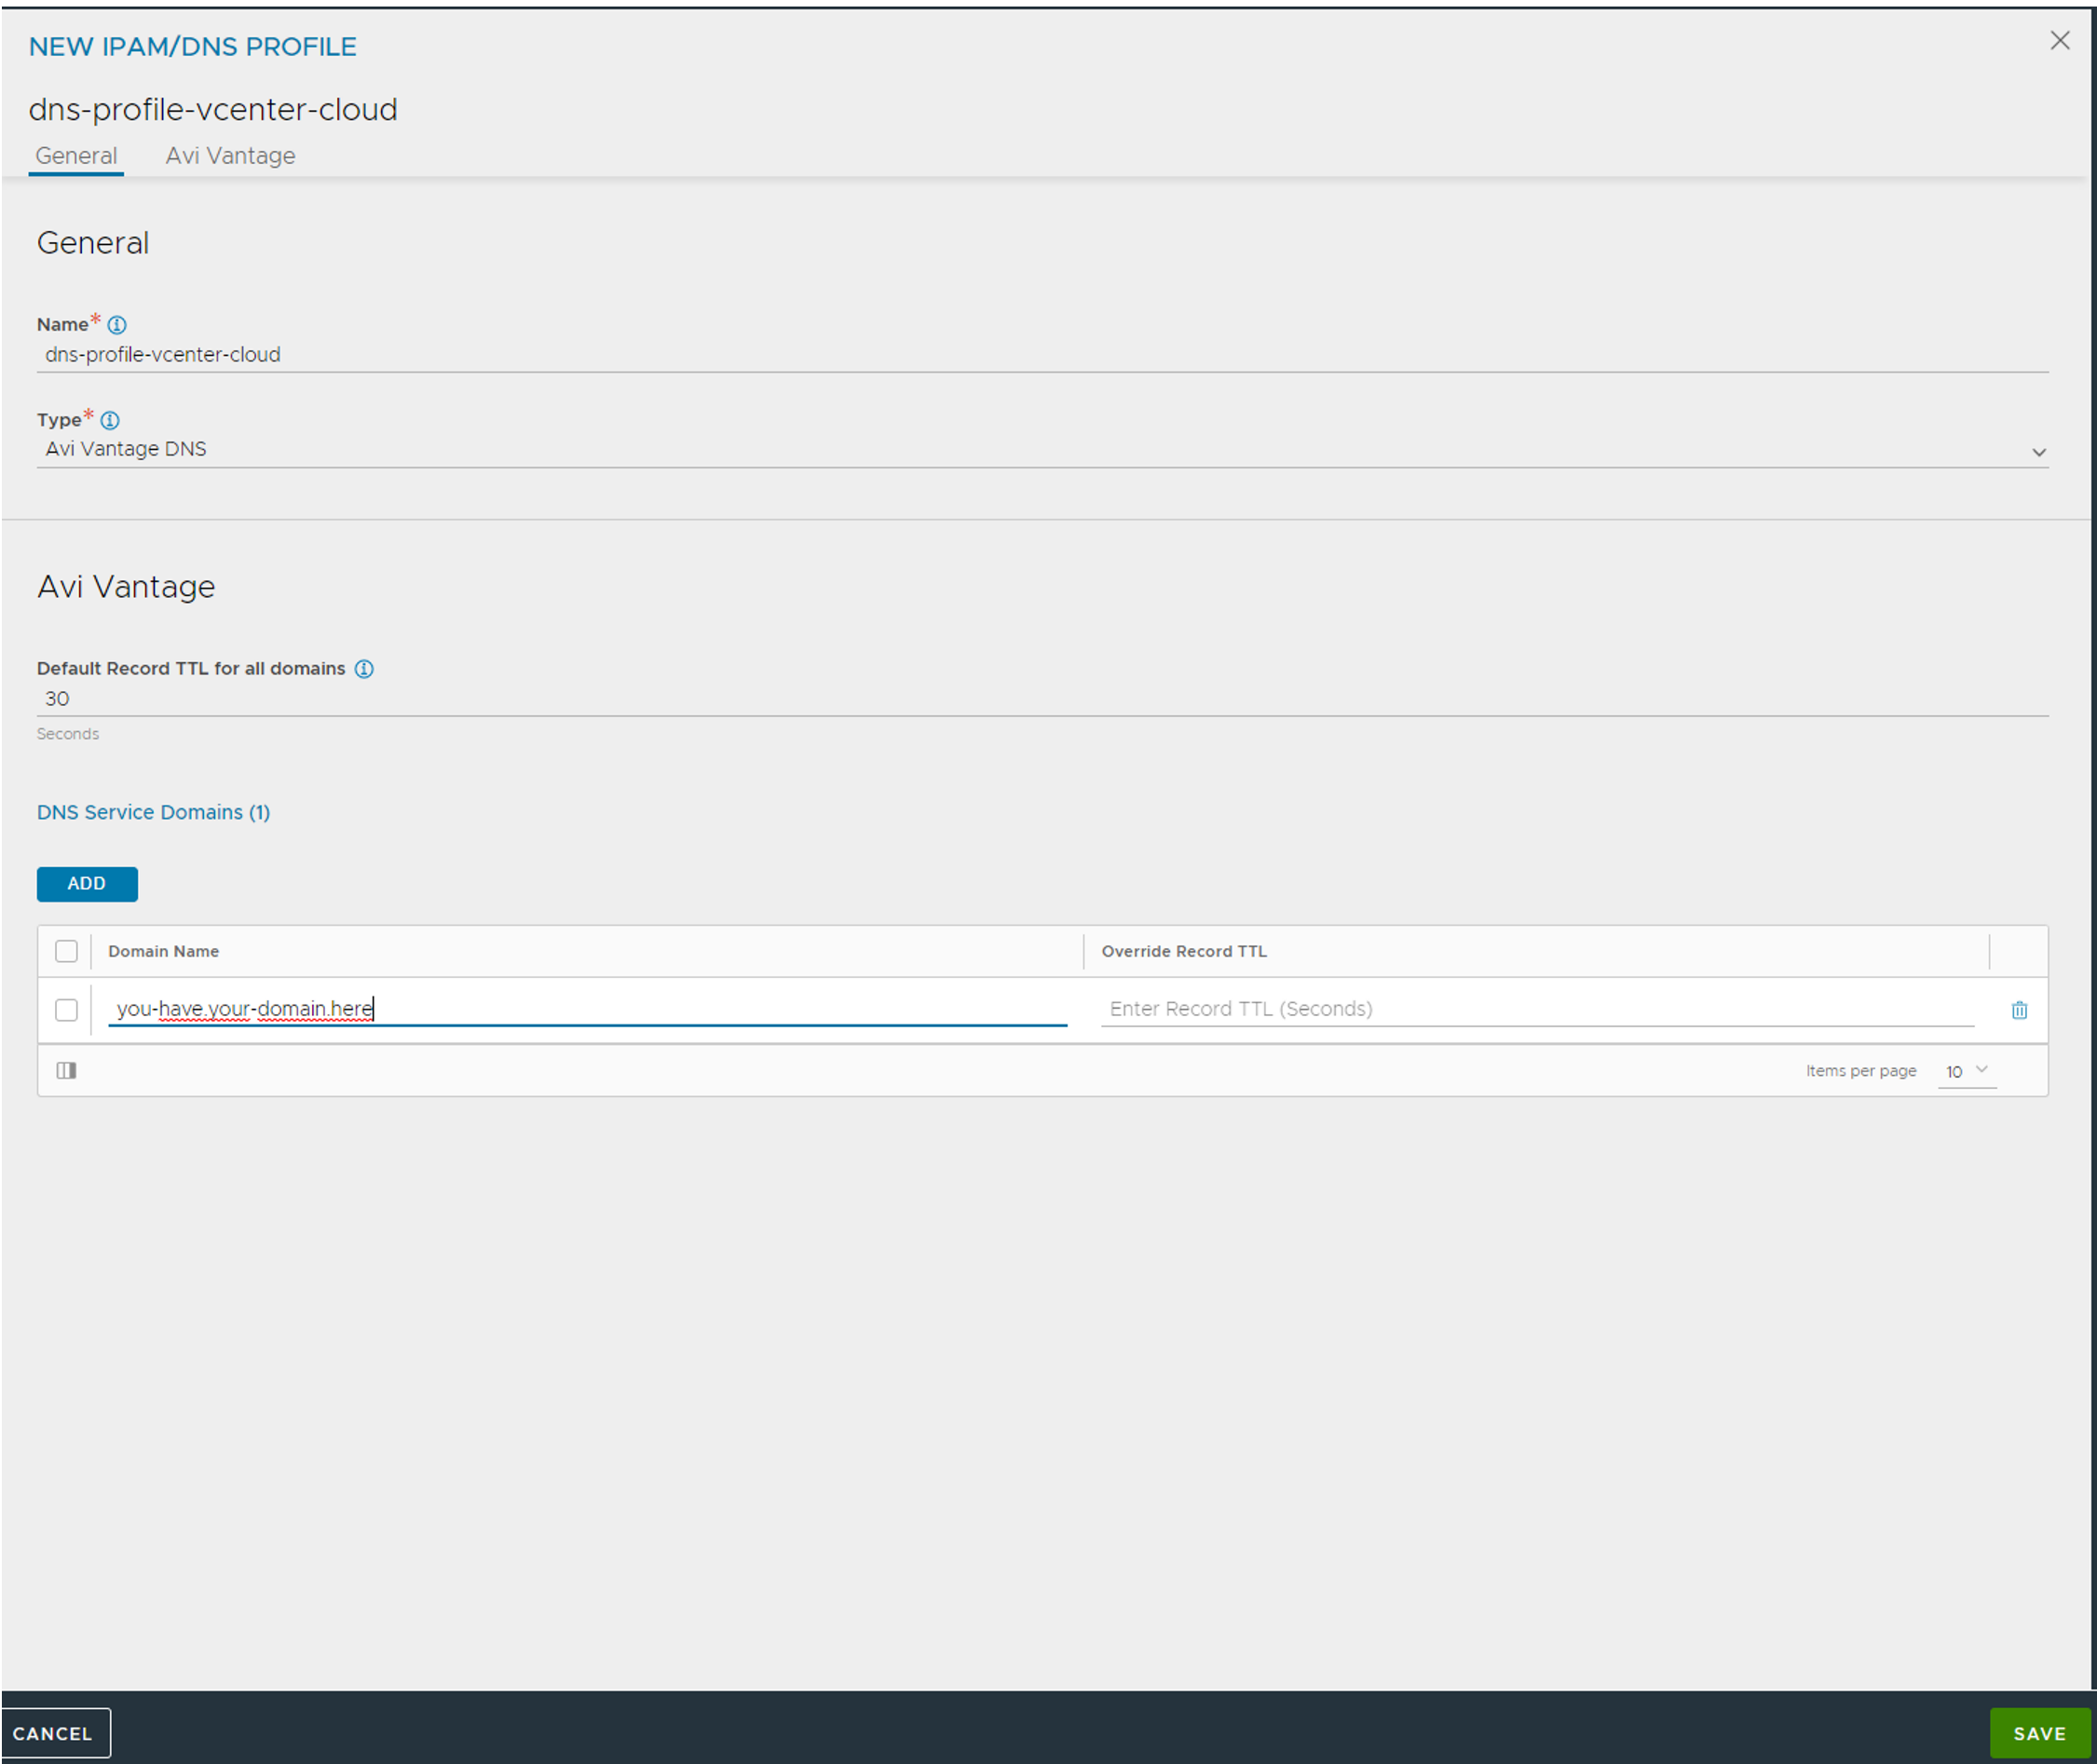 NEW IPAM/DNS PROFILE
dns-profile-vcenter-cloud
General Avi Vantage
General
Name*
dns-profile-vcenter-cloud
Type*
Avi Vantage DNS
Avi Vantage
Default Record TTL for all domains
30
Seconds
DNS Service Domains (1)
ADD
Domain Name Override Record TTL
you-have.your-domain.here Enter Record TTL (Seconds)
Items per page 10
CANCEL SAVE